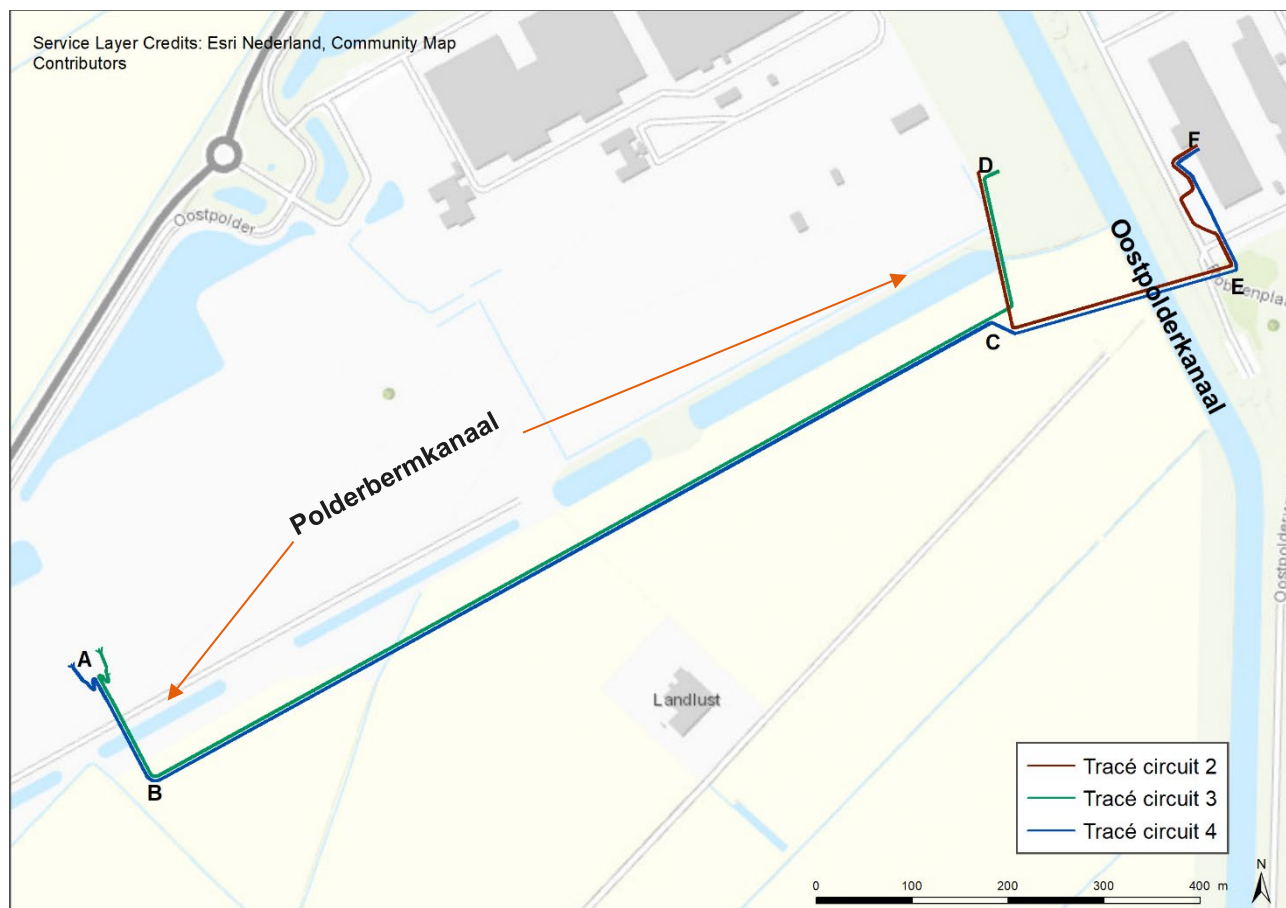 Service Layer Credits: Esri Nederland, Community Map
Contributors
Oostpolder
F
D
Oostpolderkanaal
E
C
Polderbermkanaal
A
Landlust
B
Tracé circuit 2
Tracé circuit 3
Tracé circuit 4
N
0 100 200 300 400 m